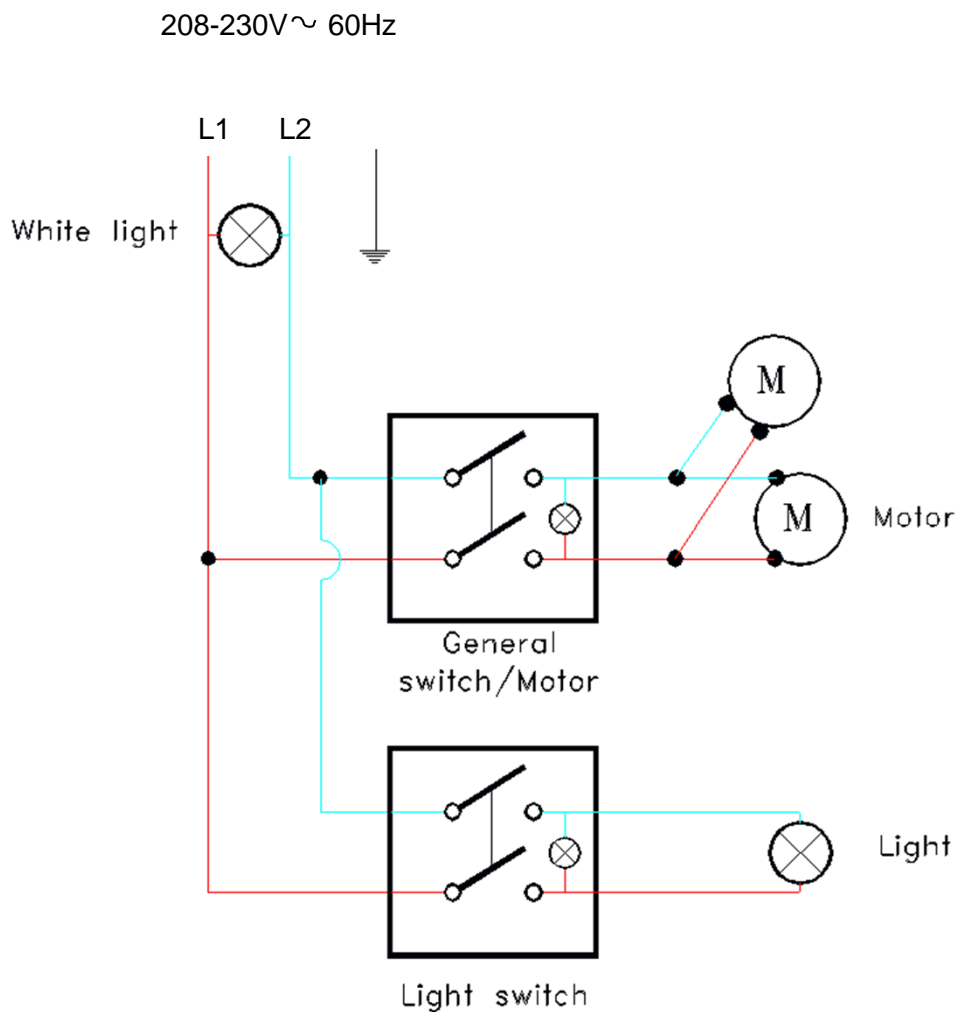 208-230V~ 60Hz
L1 L2
White light
M
M
Motor
General
switch/Motor
Light
Light switch